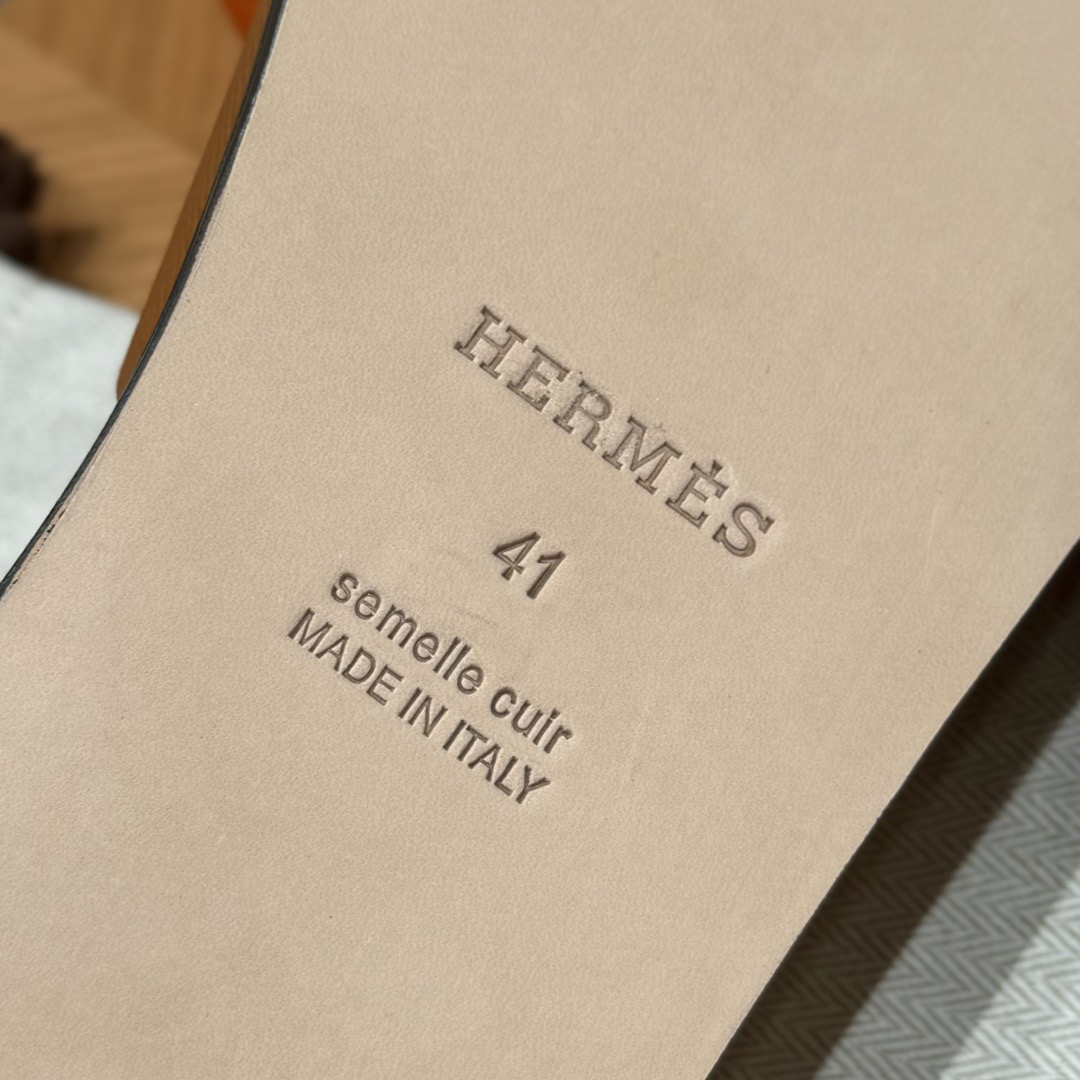 HERMÈS
41
semelle cuir
MADE IN ITALY